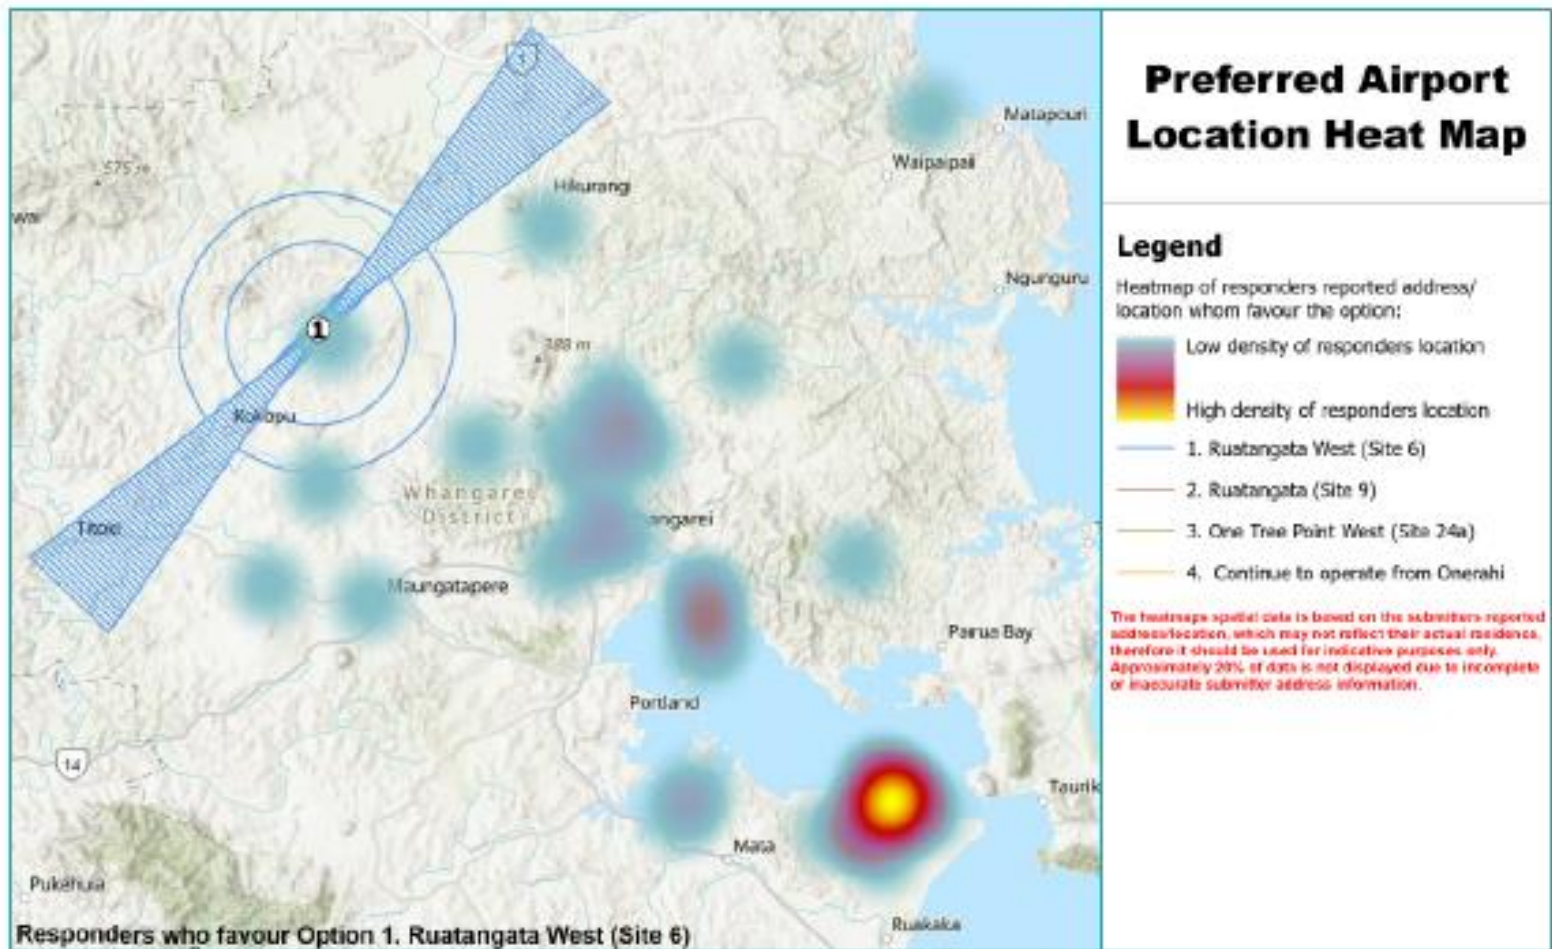 Preferred Airport
Location Heat Map
Legend
Heatmap of responders reported address/
location whom favour the option:
Low density of responders location
High density of responders location
1. Ruatangata West (Site 6)
2. Ruatangata (Site 9)
3. One Tree Point West (Site 24a)
4. Continue to operate from Onerahi
The heatmaps spatial data is based on the submitters reported
address/location, which may not reflect their actual residence,
therefore it should be used for indicative purposes only.
Approximately 20% of data is not displayed due to incomplete
or inaccurate submitter address information.
1
Matapouri
Waipaipai
575 m
Hikurangi
wai
Ngunguru
1
388 m
Kokopu
Whangarei
District
angarei
Titoki
Maungatapere
Parua Bay
Portland
14
Taurik
Mata
Pukehuia
Ruakaka
Responders who favour Option 1. Ruatangata West (Site 6)